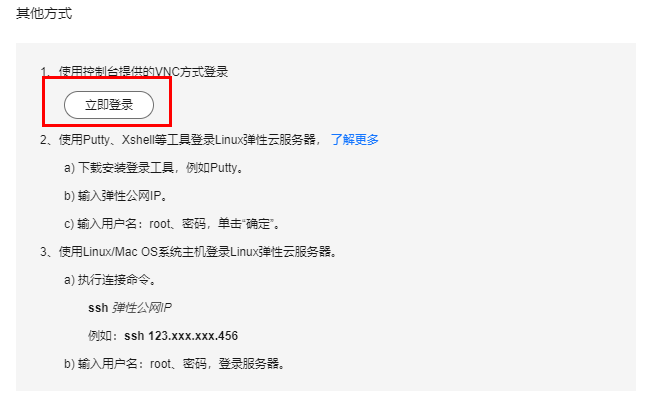 其他方式
1、使用控制台提供的VNC方式登录
立即登录
2、使用Putty、Xshell等工具登录Linux弹性云服务器，了解更多
a) 下载安装登录工具，例如Putty。
b) 输入弹性公网IP。
c) 输入用户名：root、密码，单击“确定”。
3、使用Linux/Mac OS系统主机登录Linux弹性云服务器。
a) 执行连接命令。
ssh 弹性公网IP
例如：ssh 123.xxx.xxx.456
b) 输入用户名：root、密码，登录服务器。